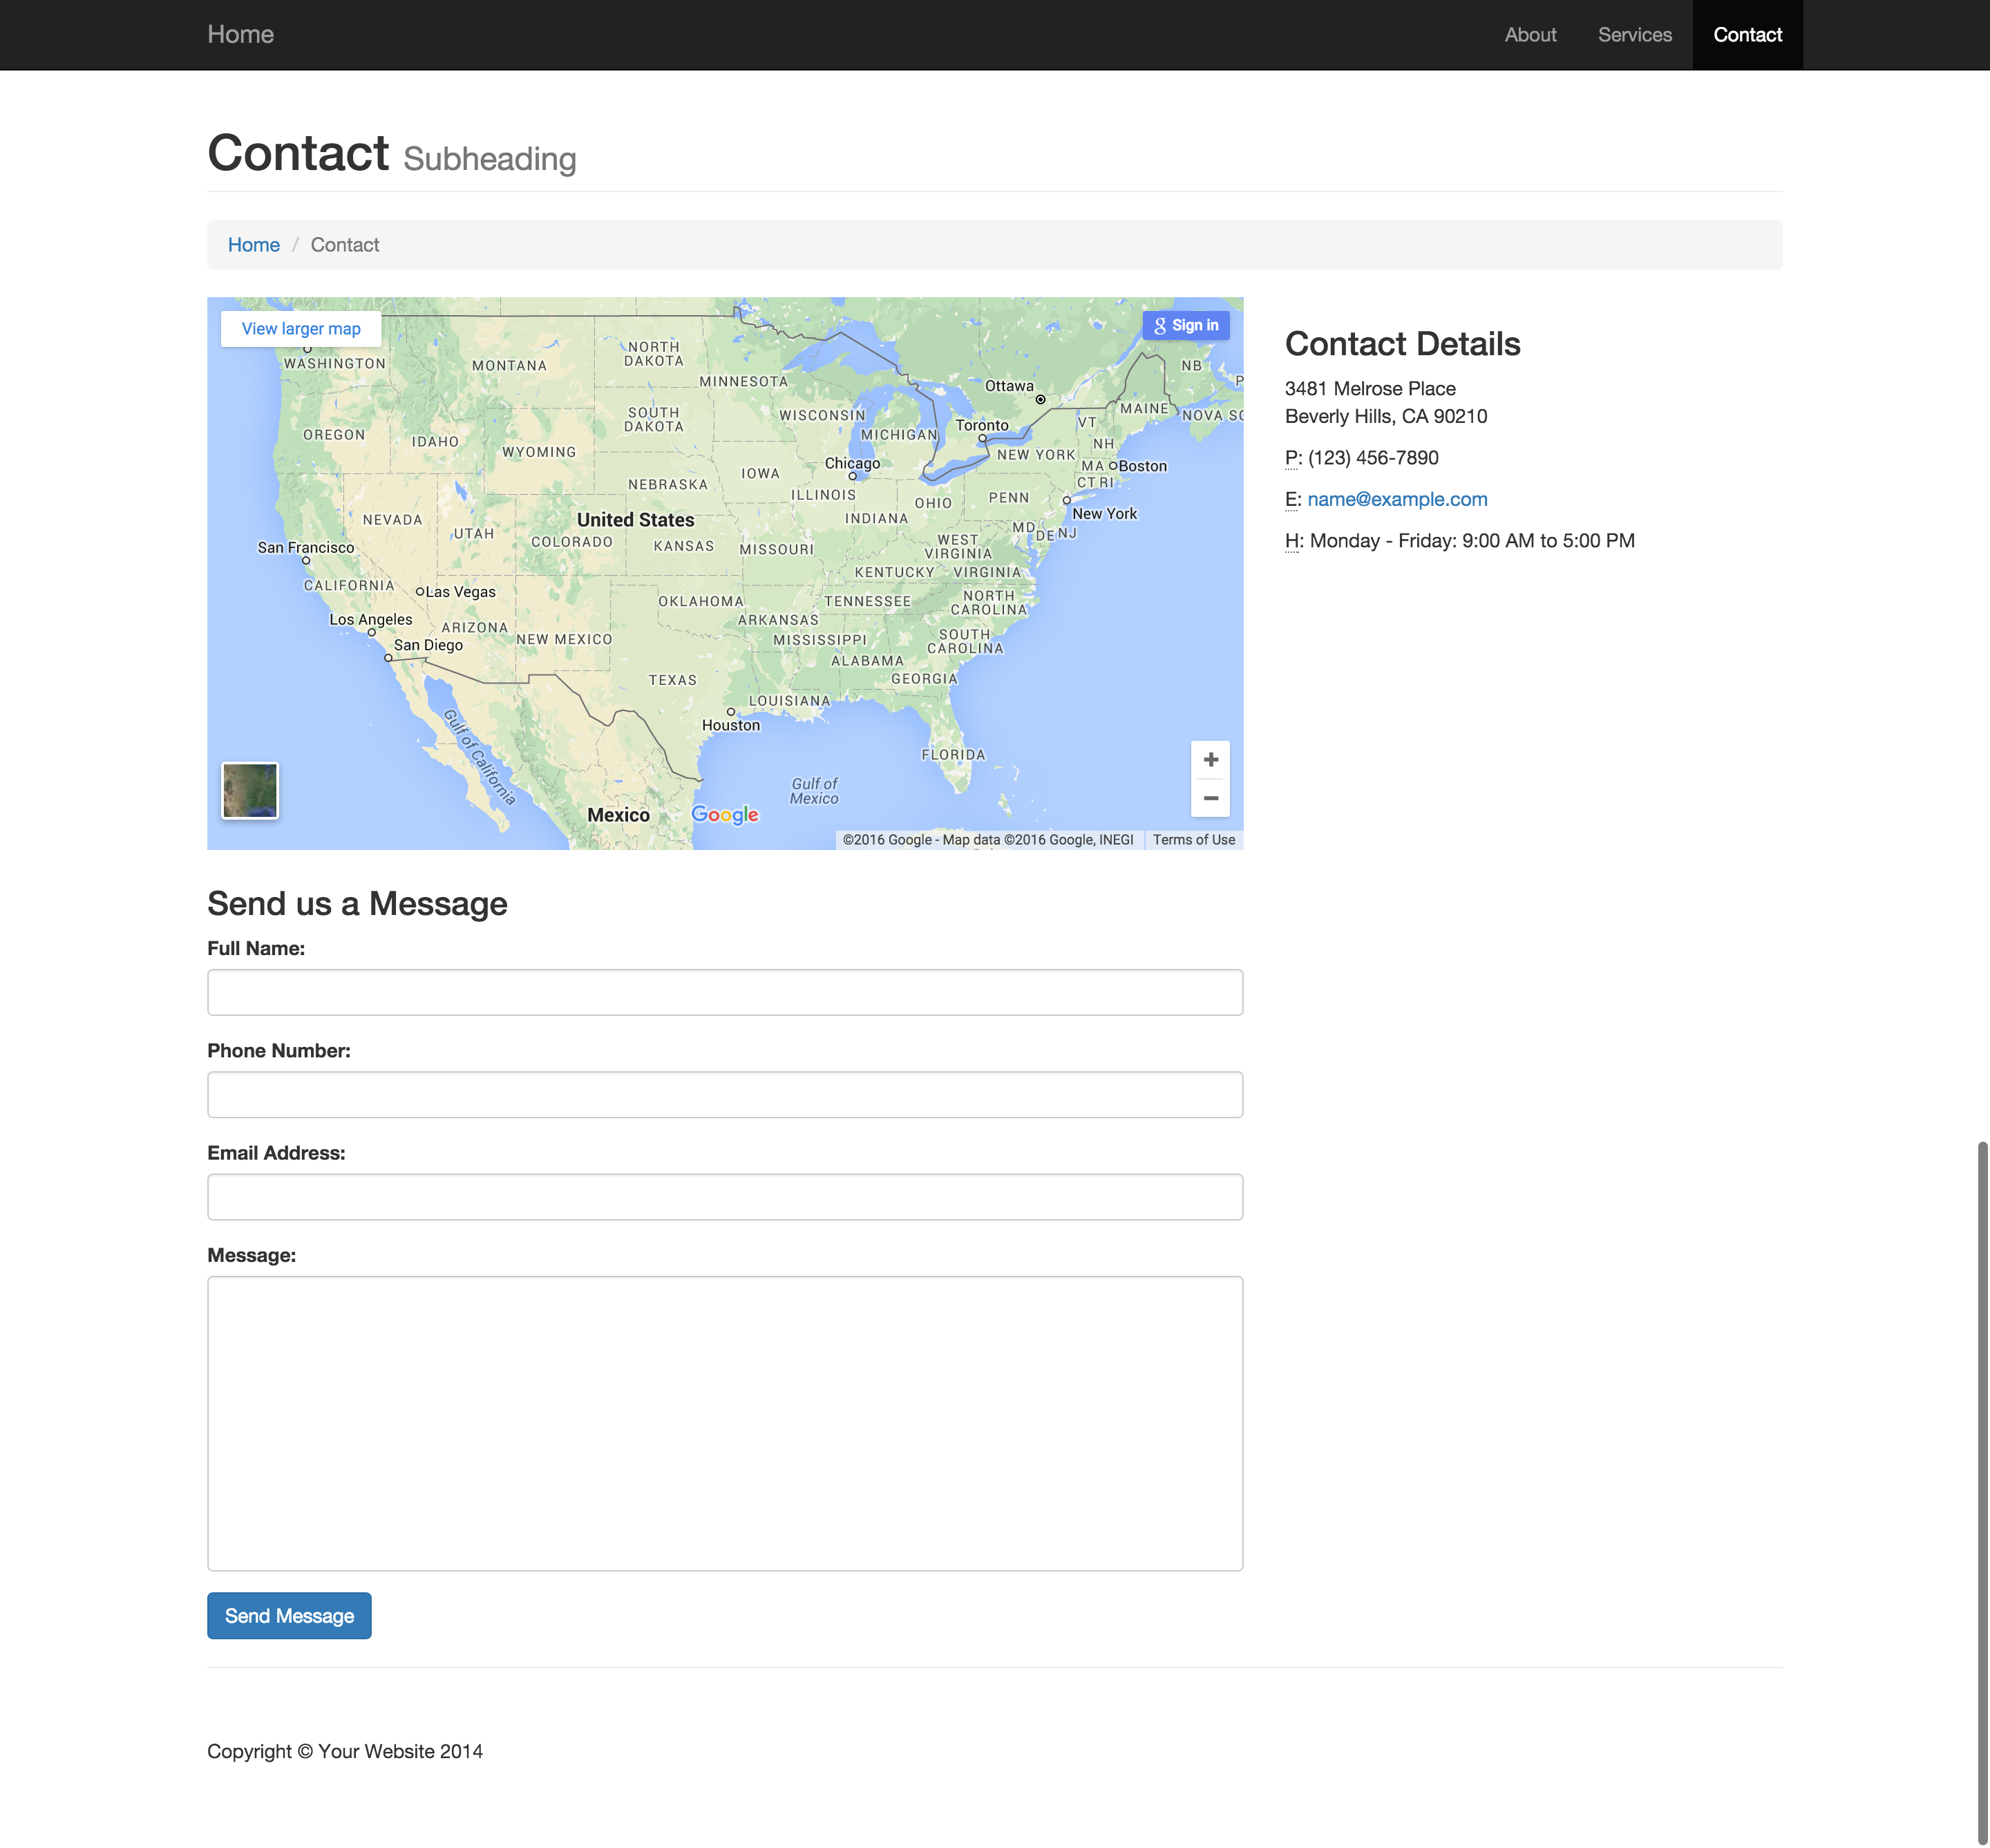 Home
About
Services
Contact
Contact Subheading
Home / Contact
View larger map
Sign in
WASHINGTON
MONTANA
NORTH
DAKOTA
MINNESOTA
Ottawa
NB
MAINE
NOVA SC
OREGON
IDAHO
SOUTH
DAKOTA
WISCONSIN
MICHIGAN
Toronto
VT
NH
WYOMING
Chicago
NEW YORK
MA
Boston
CT RI
IOWA
NEBRASKA
ILLINOIS
OHIO
PENN
INDIANA
New York
NEVADA
UTAH
United States
COLORADO
KANSAS
MISSOURI
WEST
VIRGINIA
MD
DE NJ
San Francisco
CALIFORNIA
KENTUCKY
VIRGINIA
Las Vegas
OKLAHOMA
TENNESSEE
NORTH
CAROLINA
Los Angeles
ARIZONA
NEW MEXICO
ARKANSAS
MISSISSIPPI
SOUTH
CAROLINA
San Diego
ALABAMA
TEXAS
GEORGIA
LOUISIANA
Houston
Gulf of California
FLORIDA
Gulf of
Mexico
Mexico
Google
©2016 Google - Map data ©2016 Google, INEGI
Terms of Use
Contact Details
3481 Melrose Place
Beverly Hills, CA 90210
P: (123) 456-7890
E: name@example.com
H: Monday - Friday: 9:00 AM to 5:00 PM
Send us a Message
Full Name:
Phone Number:
Email Address:
Message:
Send Message
Copyright © Your Website 2014